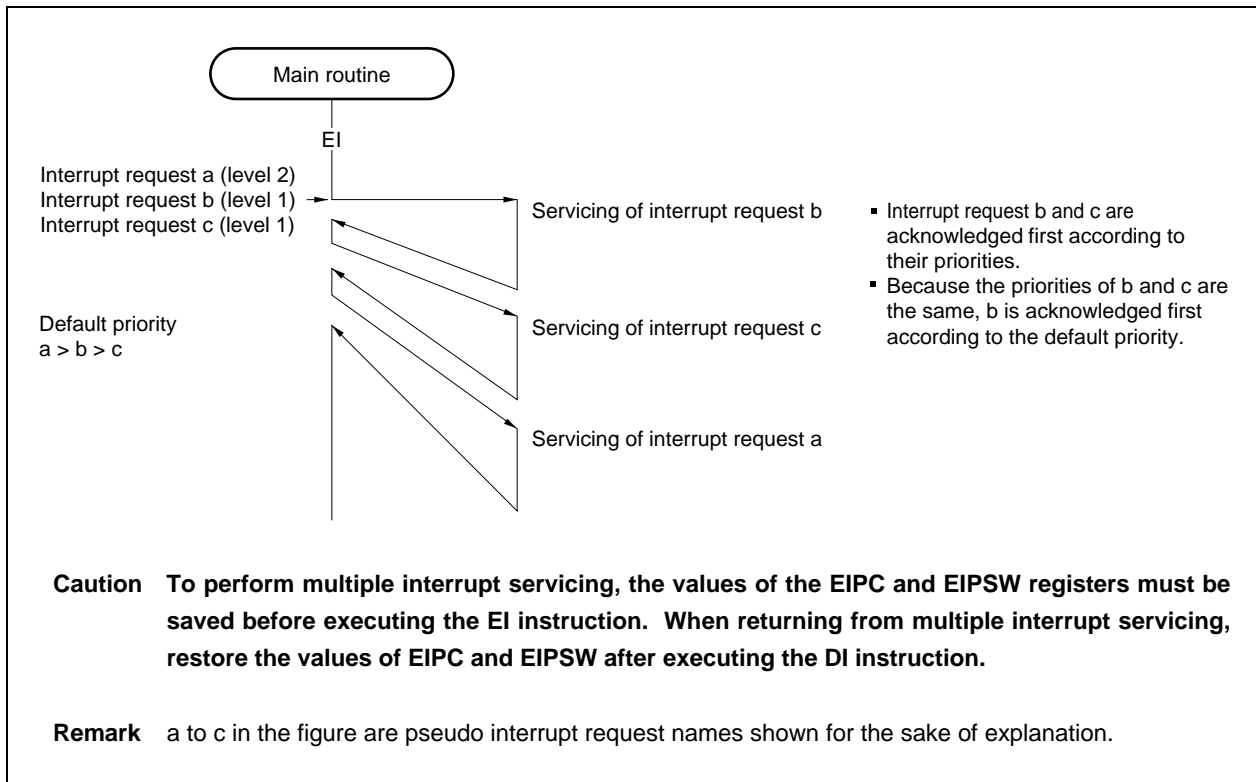 Main routine
EI
Interrupt request a (level 2)
Interrupt request b (level 1)
Interrupt request c (level 1)
Servicing of interrupt request b
▪ Interrupt request b and c are
acknowledged first according to
their priorities.
▪ Because the priorities of b and c are
the same, b is acknowledged first
according to the default priority.
Default priority
a > b > c
Servicing of interrupt request c
Servicing of interrupt request a
Caution To perform multiple interrupt servicing, the values of the EIPC and EIPSW registers must be
saved before executing the EI instruction. When returning from multiple interrupt servicing,
restore the values of EIPC and EIPSW after executing the DI instruction.
Remark a to c in the figure are pseudo interrupt request names shown for the sake of explanation.